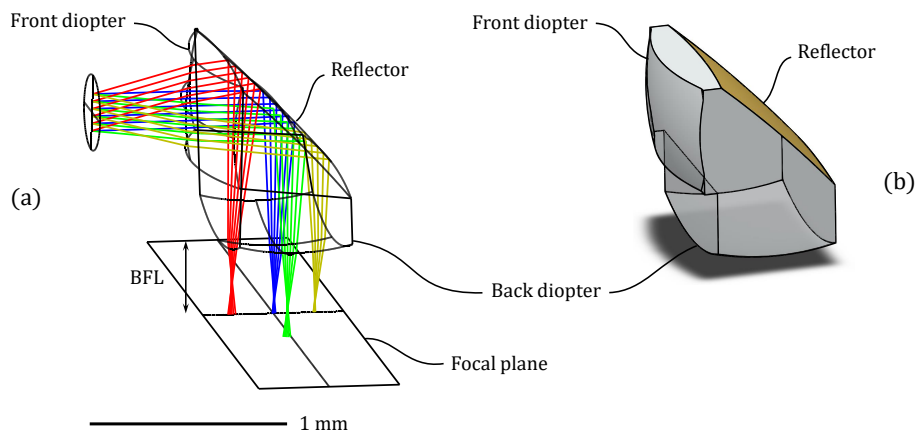 Front diopter
Reflector
(a)
BFL
Back diopter
Focal plane
1 mm
Front diopter
Reflector
(b)